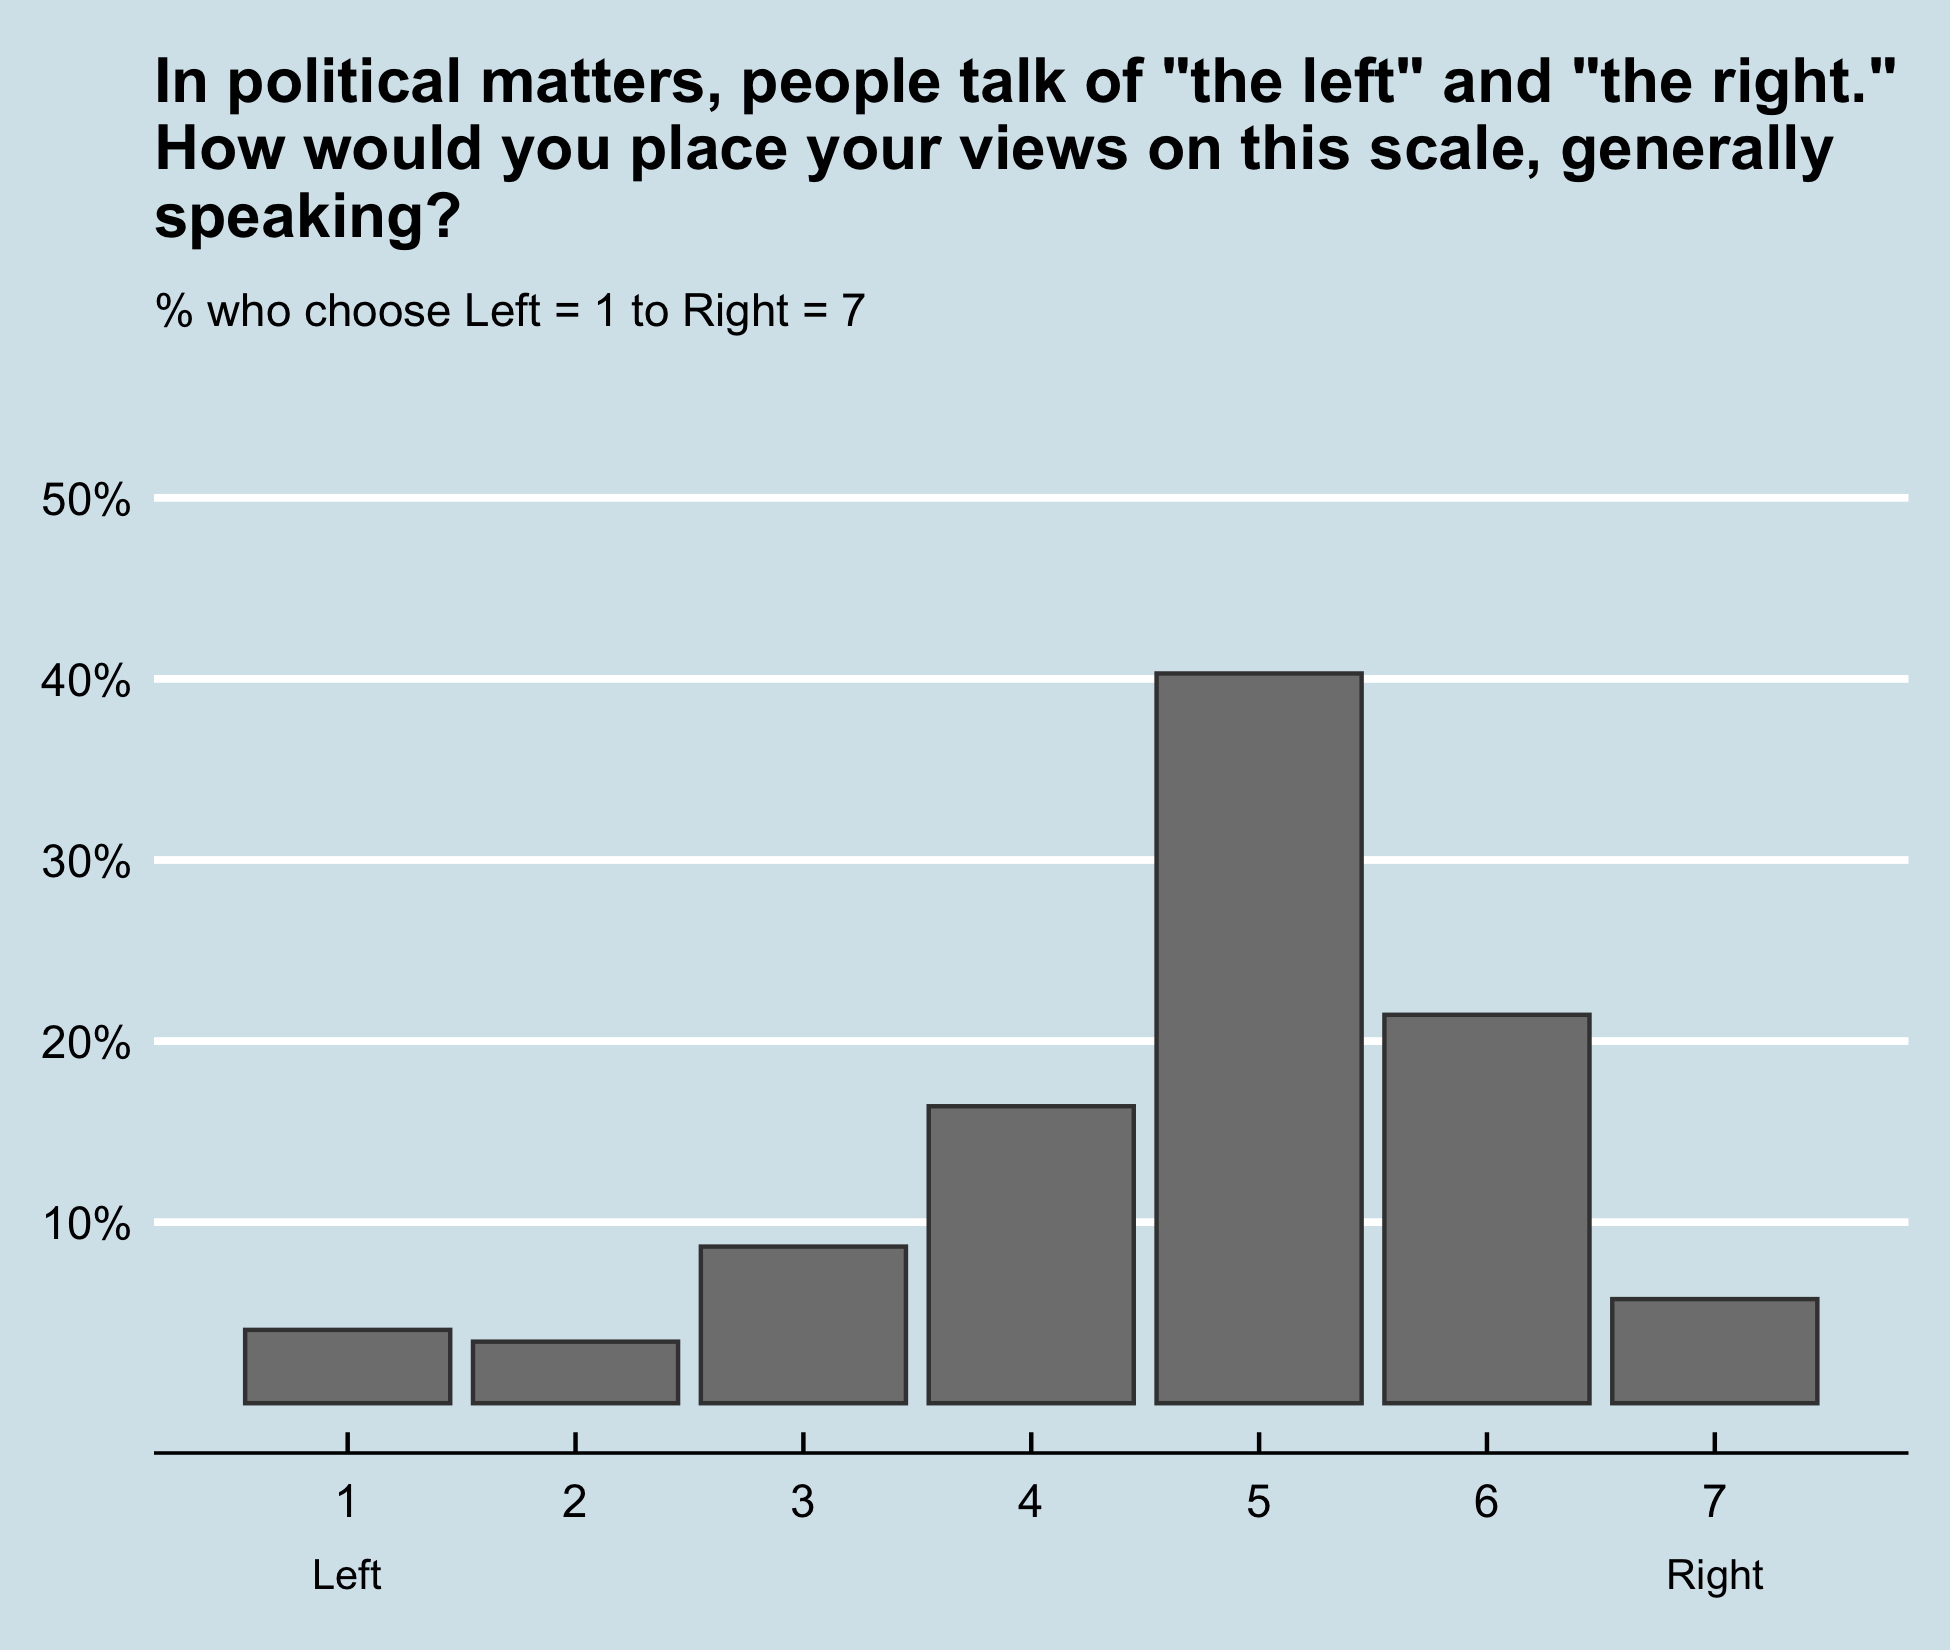 In political matters, people talk of "the left" and "the right."
How would you place your views on this scale, generally
speaking?
% who choose Left = 1 to Right = 7
50%
40%
30%
20%
10%
1 2 3 4 5 6 7
Left Right